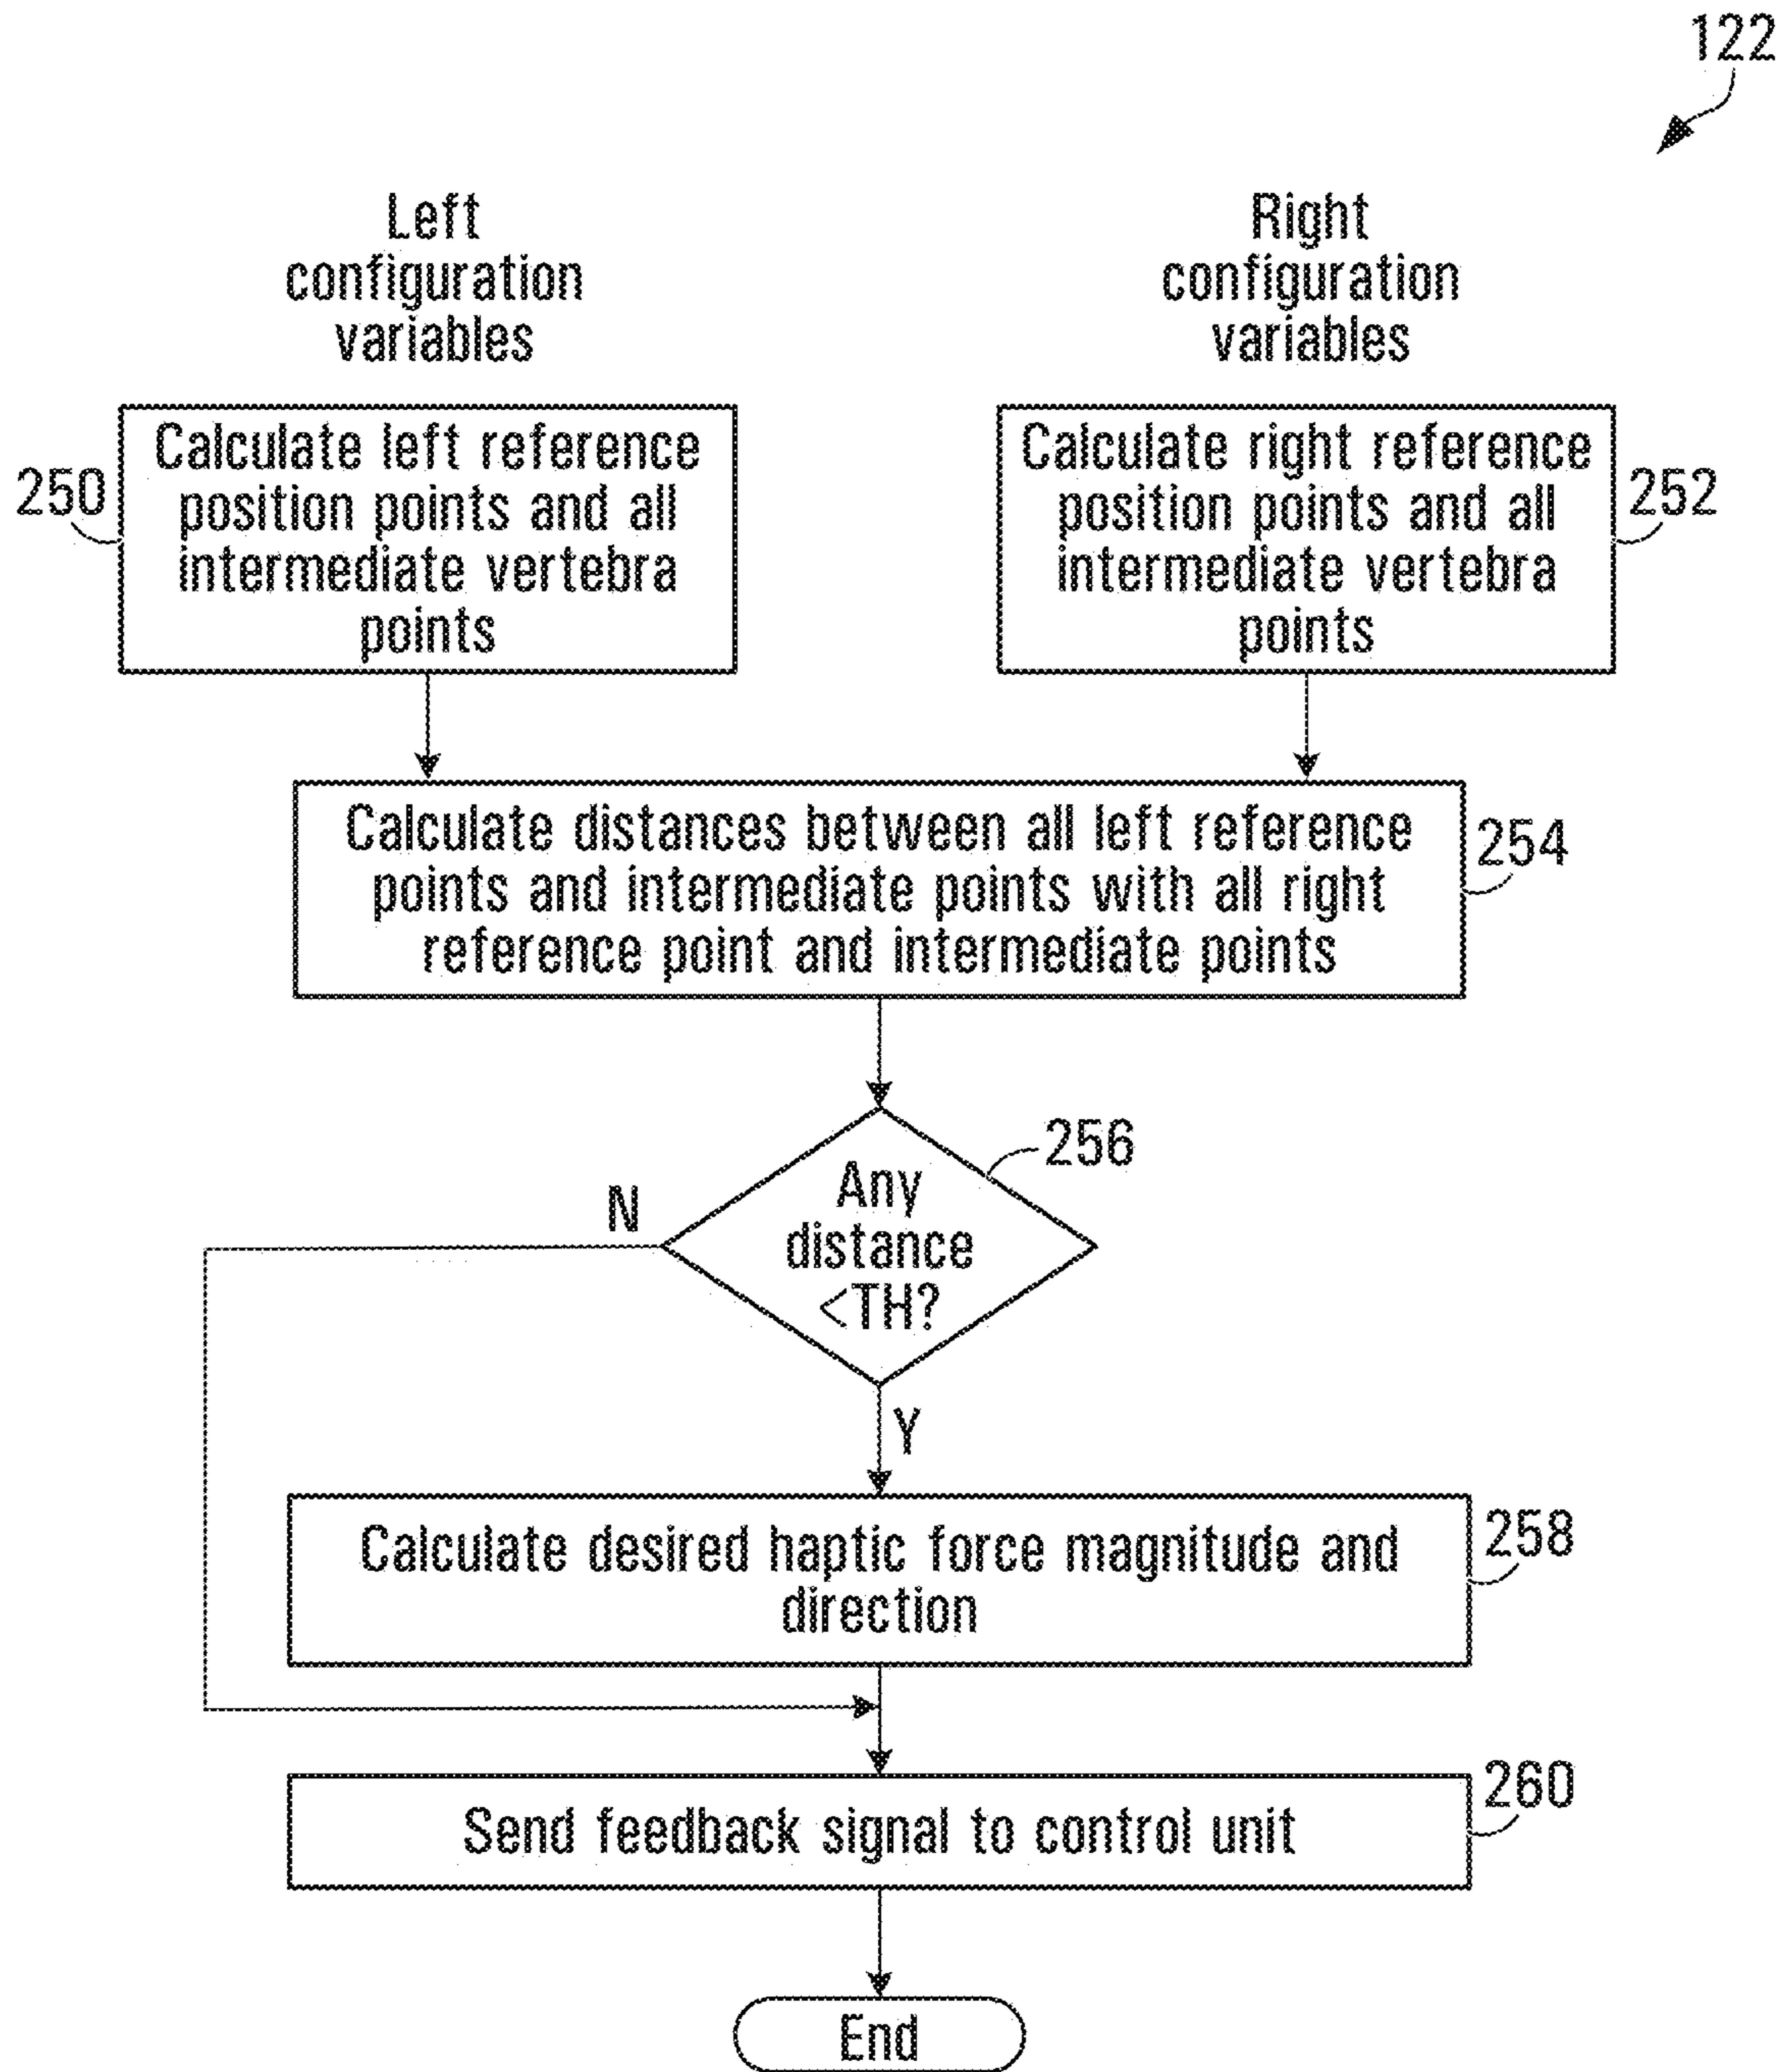 122
Left
configuration
variables
Right
configuration
variables
250
Calculate left reference
position points and all
intermediate vertebra
points
Calculate right reference
position points and all
intermediate vertebra
points
252
Calculate distances between all left reference
points and intermediate points with all right
reference point and intermediate points
254
Any
distance
<TH?
256
N
Y
Calculate desired haptic force magnitude and
direction
258
Send feedback signal to control unit
260
End